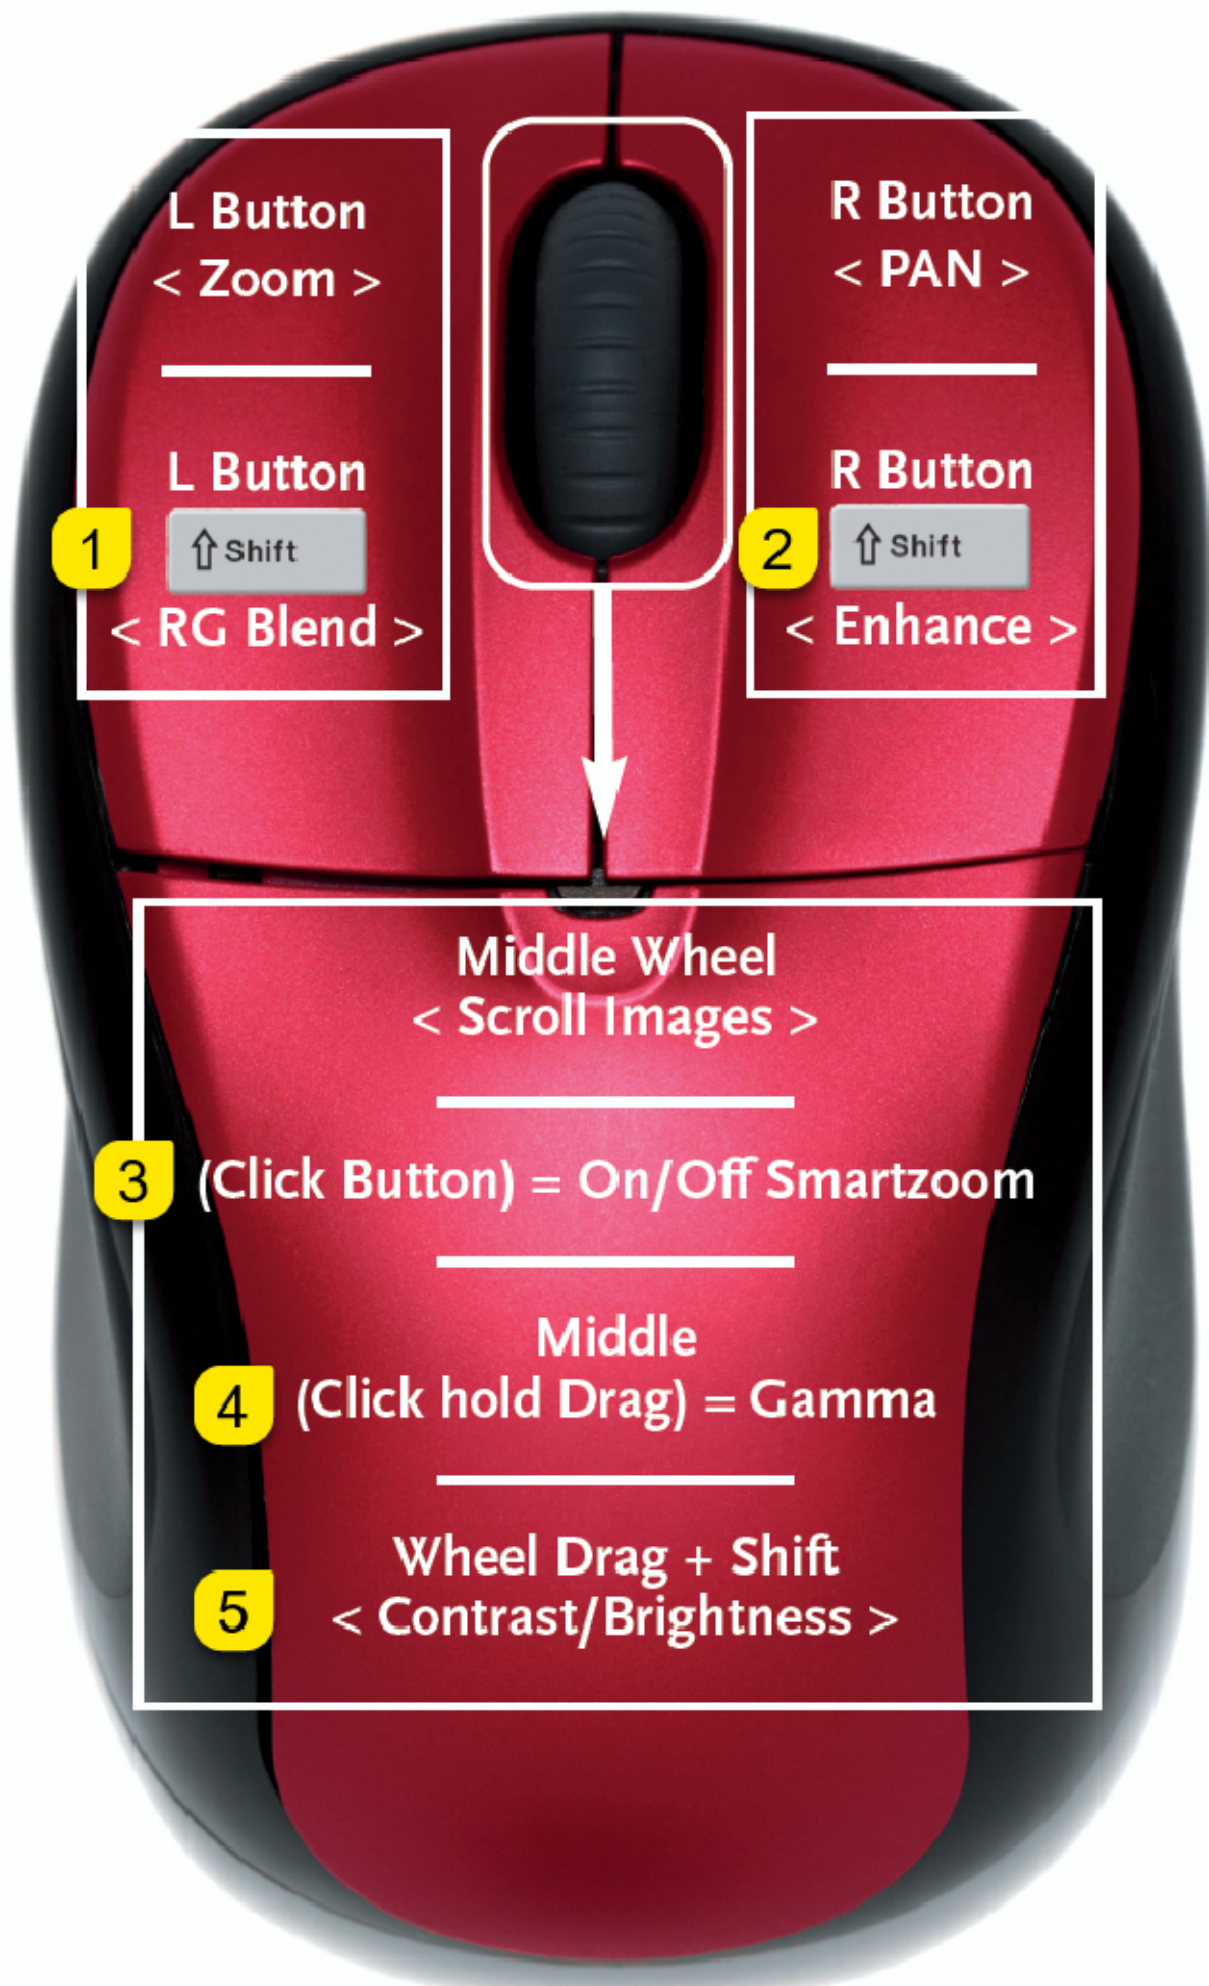 L Button
< Zoom >
L Button
1
⇧ Shift
< RG Blend >
R Button
< PAN >
R Button
2
⇧ Shift
< Enhance >
Middle Wheel
< Scroll Images >
3
(Click Button) = On/Off Smartzoom
Middle
4
(Click hold Drag) = Gamma
Wheel Drag + Shift
5
< Contrast/Brightness >